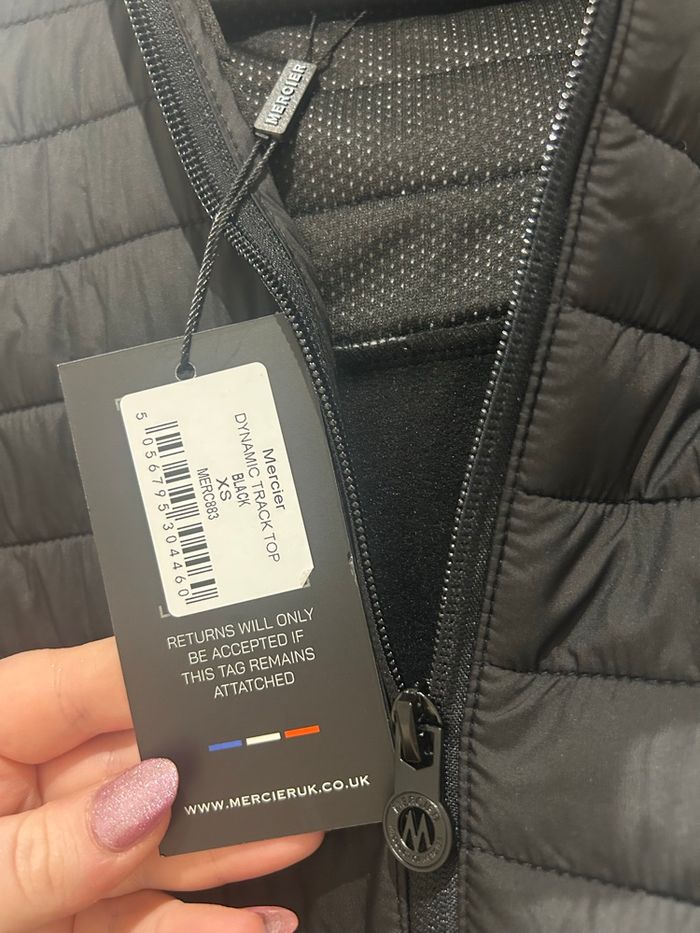 MERCIER
Mercier
DYNAMIC TRACK TOP
BLACK
XS
MERC883
5 056795 304460
RETURNS WILL ONLY
BE ACCEPTED IF
THIS TAG REMAINS
ATTATCHED
WWW.MERCIERUK.CO.UK
MERCIER
M